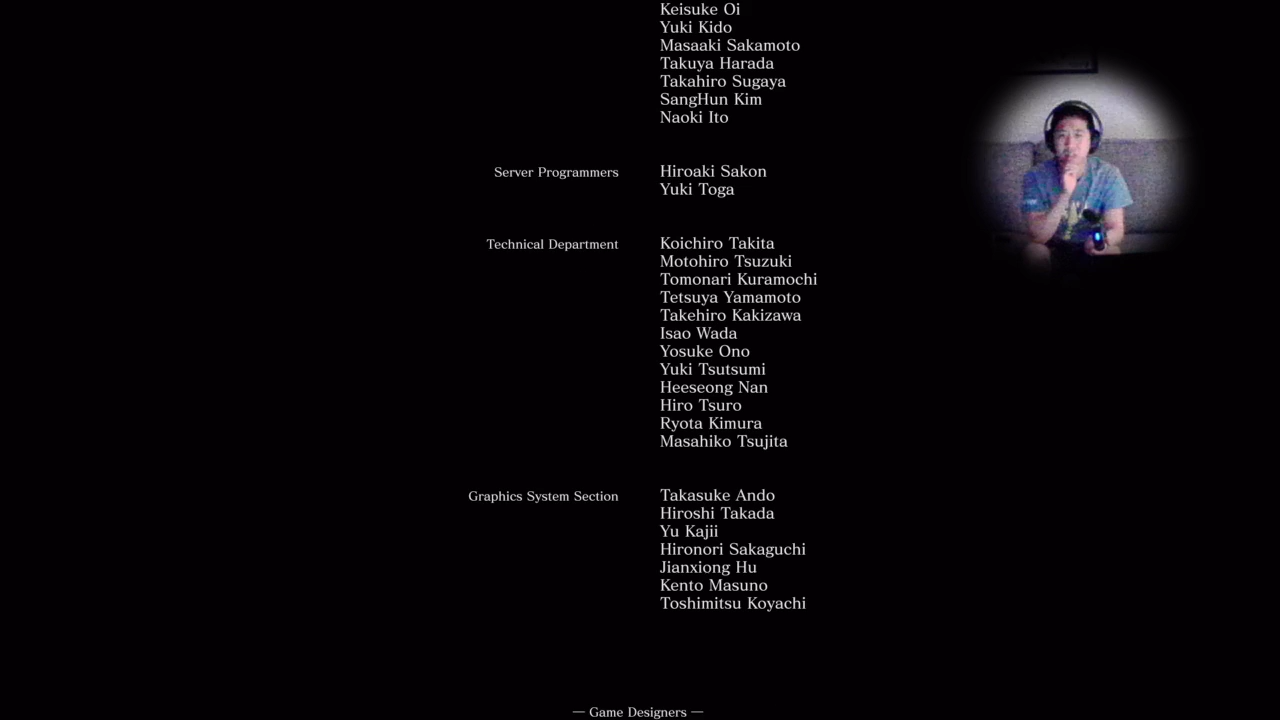 Keisuke Oi
Yuki Kido
Masaaki Sakamoto
Takuya Harada
Takahiro Sugaya
SangHun Kim
Naoki Ito
Server Programmers Hiroaki Sakon
Yuki Toga
Technical Department Koichiro Takita
Motohiro Tsuzuki
Tomonari Kuramochi
Tetsuya Yamamoto
Takehiro Kakizawa
Isao Wada
Yosuke Ono
Yuki Tsutsumi
Heeseong Nan
Hiro Tsuro
Ryota Kimura
Masahiko Tsujita
Graphics System Section Takasuke Ando
Hiroshi Takada
Yu Kajii
Hironori Sakaguchi
Jianxiong Hu
Kento Masuno
Toshimitsu Koyachi
— Game Designers —